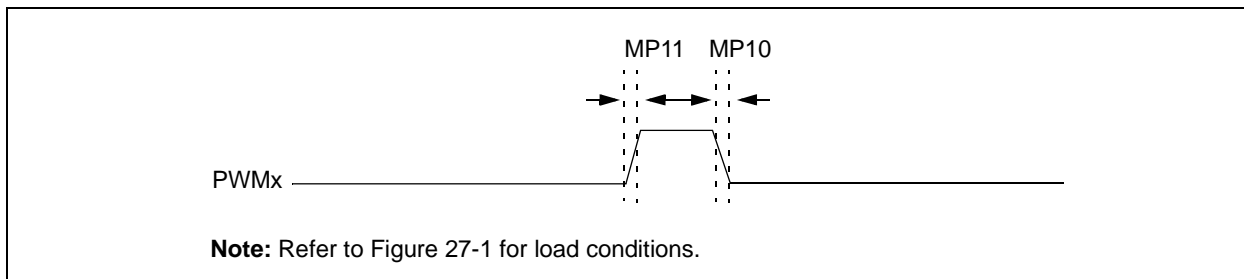 MP11 MP10
PWMx
Note: Refer to Figure 27-1 for load conditions.